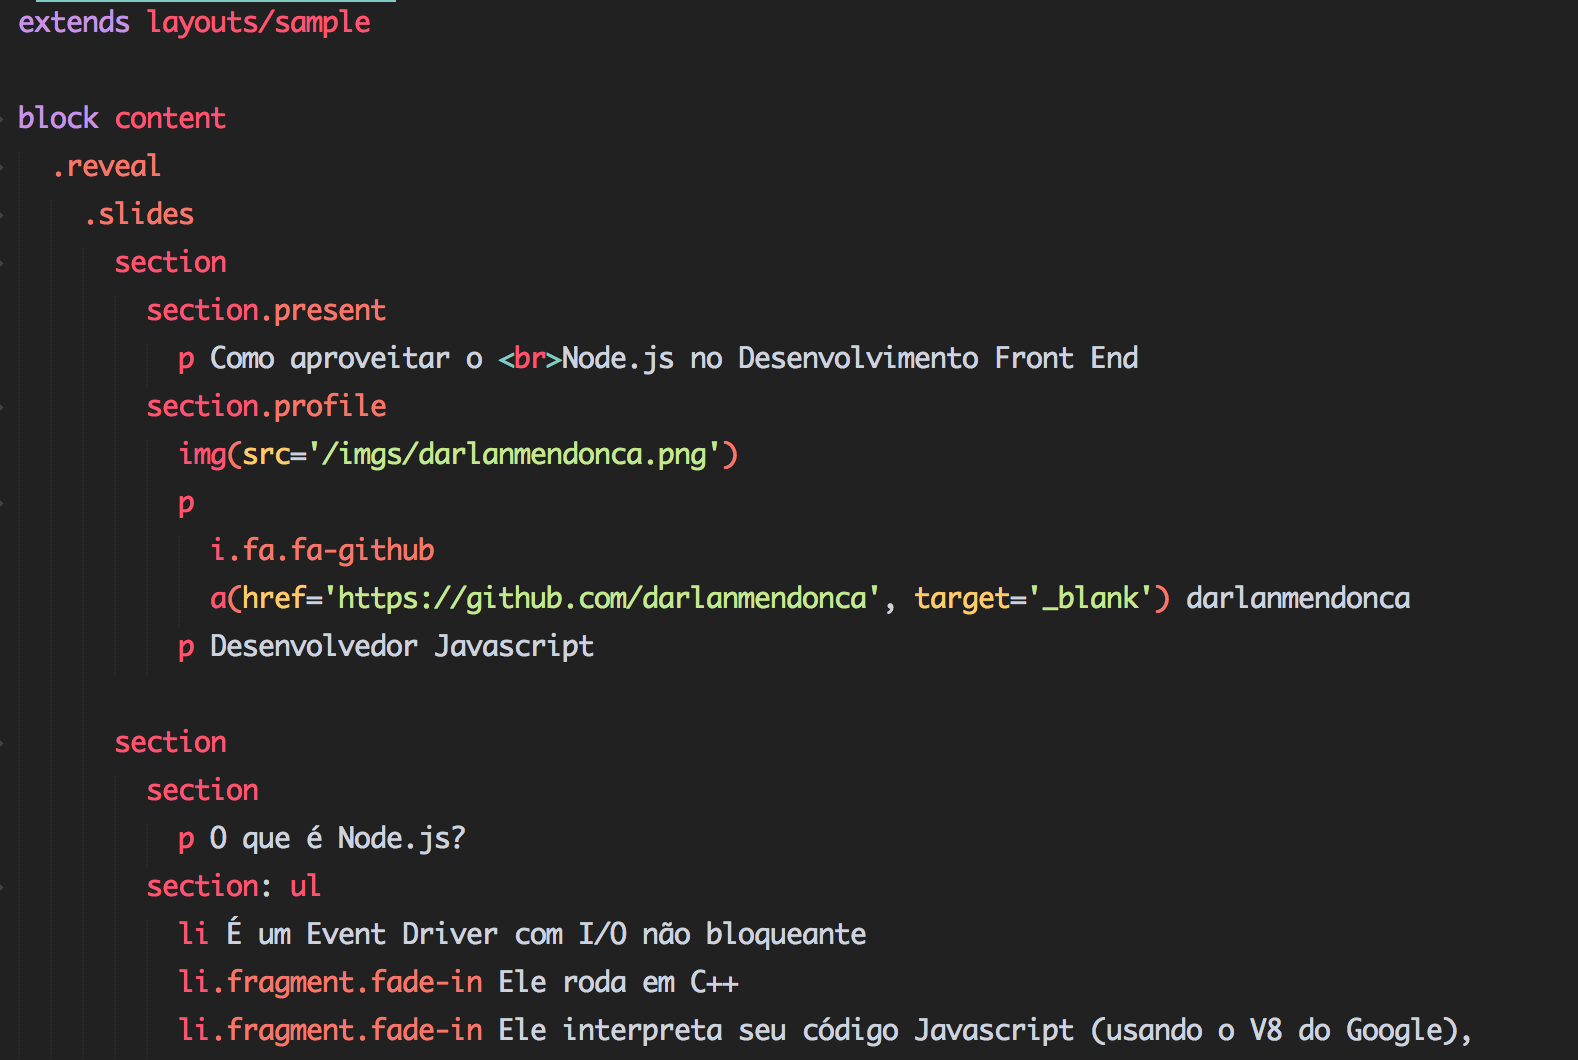 extends layouts/sample
block content
.reveal
.slides
section
section.present
p Como aproveitar o <br>Node.js no Desenvolvimento Front End
section.profile
img(src='/imgs/darlanmendonca.png')
p
i.fa.fa-github
a(href='https://github.com/darlanmendonca', target='_blank') darlanmendonca
p Desenvolvedor Javascript
section
section
p O que é Node.js?
section: ul
li É um Event Driver com I/O não bloqueante
li.fragment.fade-in Ele roda em C++
li.fragment.fade-in Ele interpreta seu código Javascript (usando o V8 do Google),